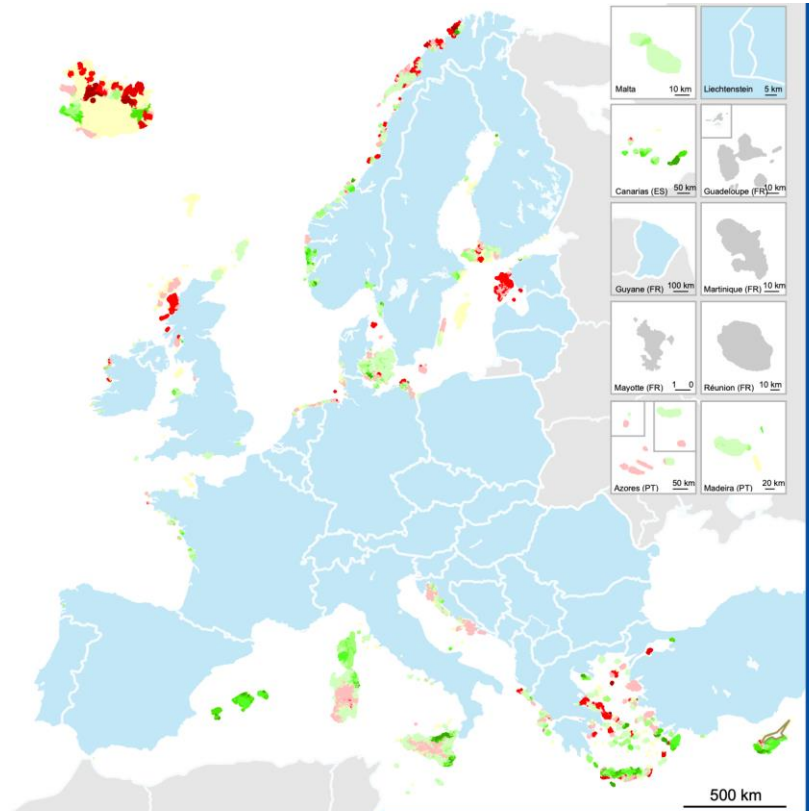 Malta 10 km
Liechtenstein 5 km
Canarias (ES) 50 km
Guadeloupe (FR) 10 km
Guyane (FR) 100 km
Martinique (FR) 10 km
Mayotte (FR) 1 0
Réunion (FR) 10 km
Azores (PT) 50 km
Madeira (PT) 20 km
500 km